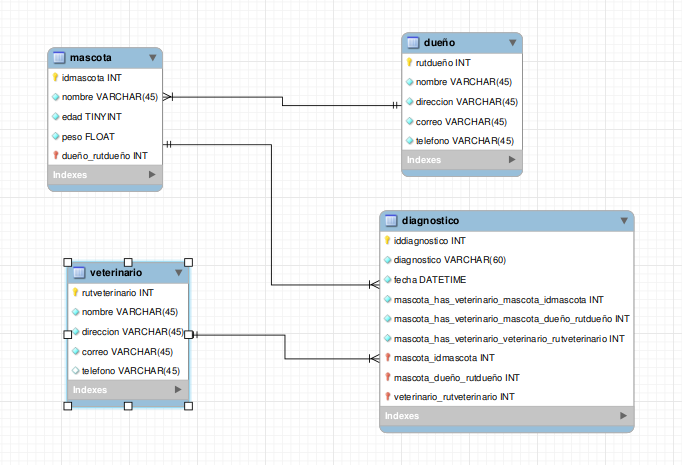 mascota
idmascota INT
nombre VARCHAR(45)
edad TINYINT
peso FLOAT
dueño_rutdueño INT
Indexes
dueño
rutdueño INT
nombre VARCHAR(45)
direccion VARCHAR(45)
correo VARCHAR(45)
telefono VARCHAR(45)
Indexes
veterinario
rutveterinario INT
nombre VARCHAR(45)
direccion VARCHAR(45)
correo VARCHAR(45)
telefono VARCHAR(45)
Indexes
diagnostico
iddiagnostico INT
diagnostico VARCHAR(60)
fecha DATETIME
mascota_has_veterinario_mascota_idmascota INT
mascota_has_veterinario_mascota_dueño_rutdueño INT
mascota_has_veterinario_veterinario_rutveterinario INT
mascota_idmascota INT
mascota_dueño_rutdueño INT
veterinario_rutveterinario INT
Indexes